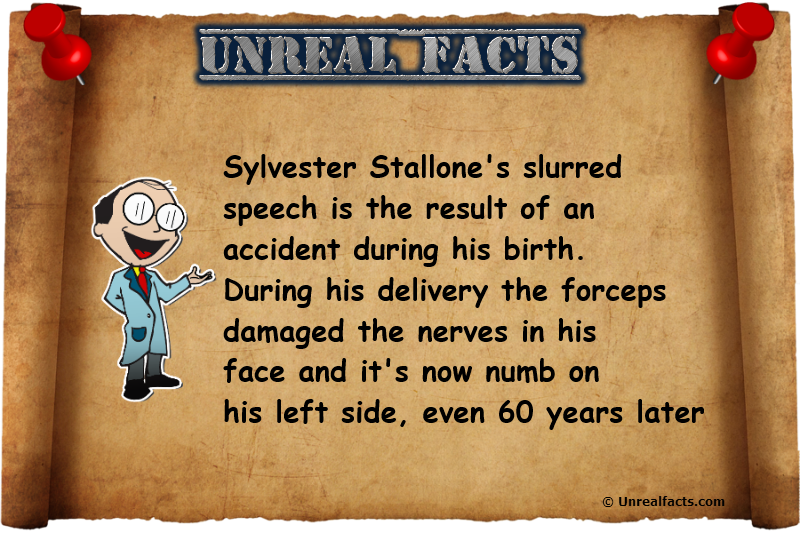 UNREAL FACTS
Sylvester Stallone's slurred
speech is the result of an
accident during his birth.
During his delivery the forceps
damaged the nerves in his
face and it's now numb on
his left side, even 60 years later
© Unrealfacts.com